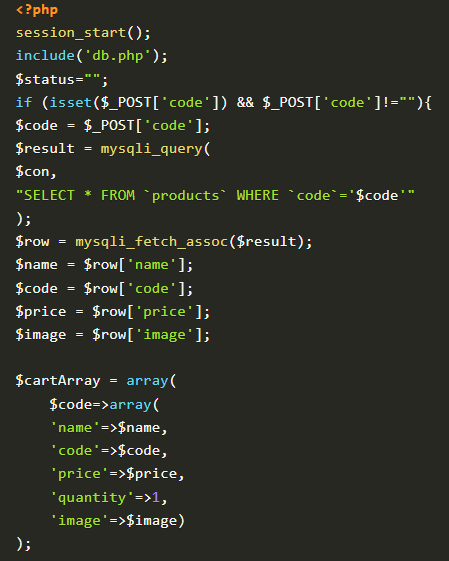 <?php
session_start();
include('db.php');
$status="";
if (isset($_POST['code']) && $_POST['code']!=""){
$code = $_POST['code'];
$result = mysqli_query(
$con,
"SELECT * FROM `products` WHERE `code`='$code'"
);
$row = mysqli_fetch_assoc($result);
$name = $row['name'];
$code = $row['code'];
$price = $row['price'];
$image = $row['image'];

$cartArray = array(
    $code=>array(
    'name'=>$name,
    'code'=>$code,
    'price'=>$price,
    'quantity'=>1,
    'image'=>$image)
);